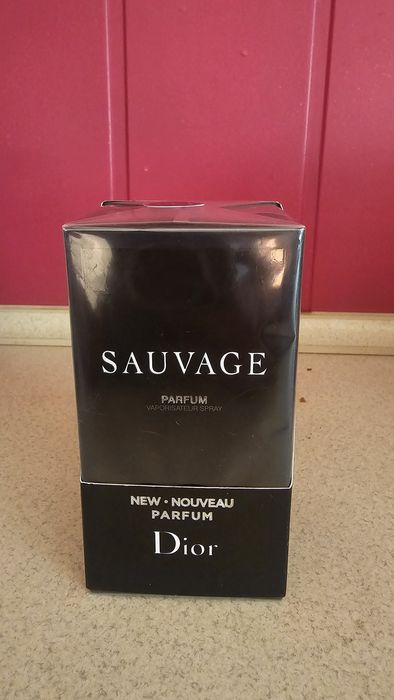 SAUVAGE
PARFUM
VAPORISATEUR SPRAY
NEW • NOUVEAU
PARFUM
Dior